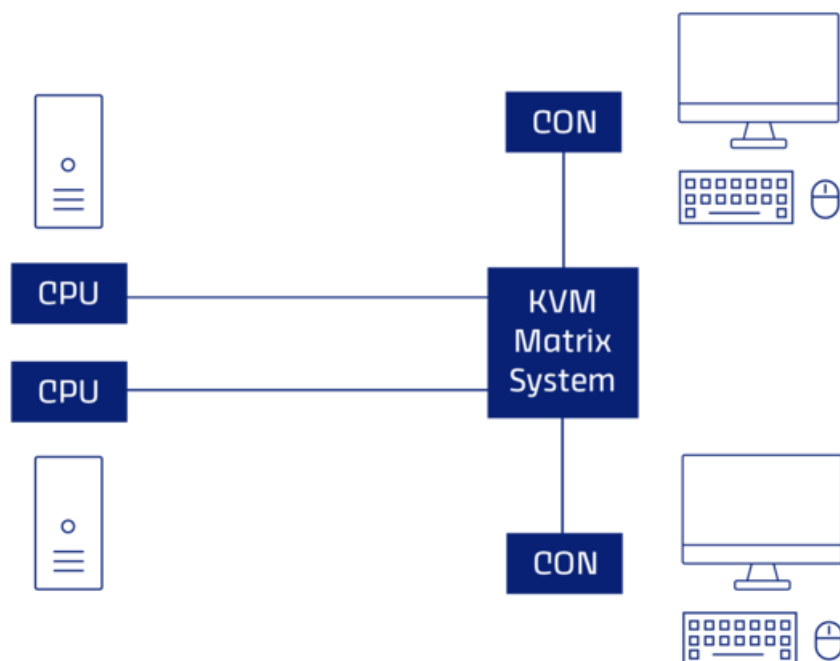 CON
CPU
KVM
Matrix
System
CPU
CON